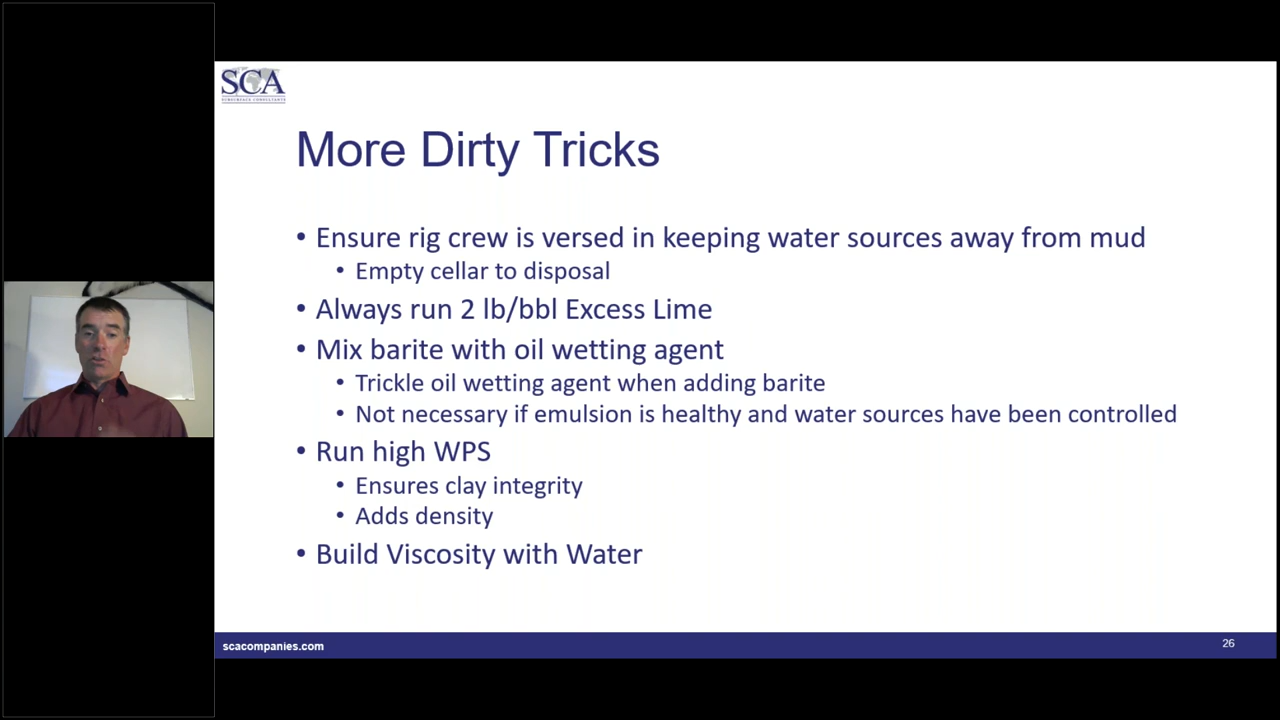 SCA
SUBSURFACE CONSULTANTS
More Dirty Tricks
• Ensure rig crew is versed in keeping water sources away from mud
• Empty cellar to disposal
• Always run 2 lb/bbl Excess Lime
• Mix barite with oil wetting agent
• Trickle oil wetting agent when adding barite
• Not necessary if emulsion is healthy and water sources have been controlled
• Run high WPS
• Ensures clay integrity
• Adds density
• Build Viscosity with Water
scacompanies.com
26